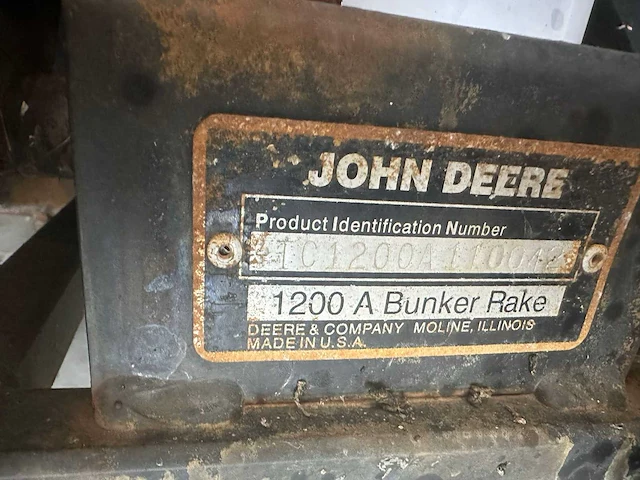 JOHN DEERE
Product Identification Number
TC1200A110042
1200 A Bunker Rake
DEERE & COMPANY MOLINE, ILLINOIS
MADE IN U.S.A.